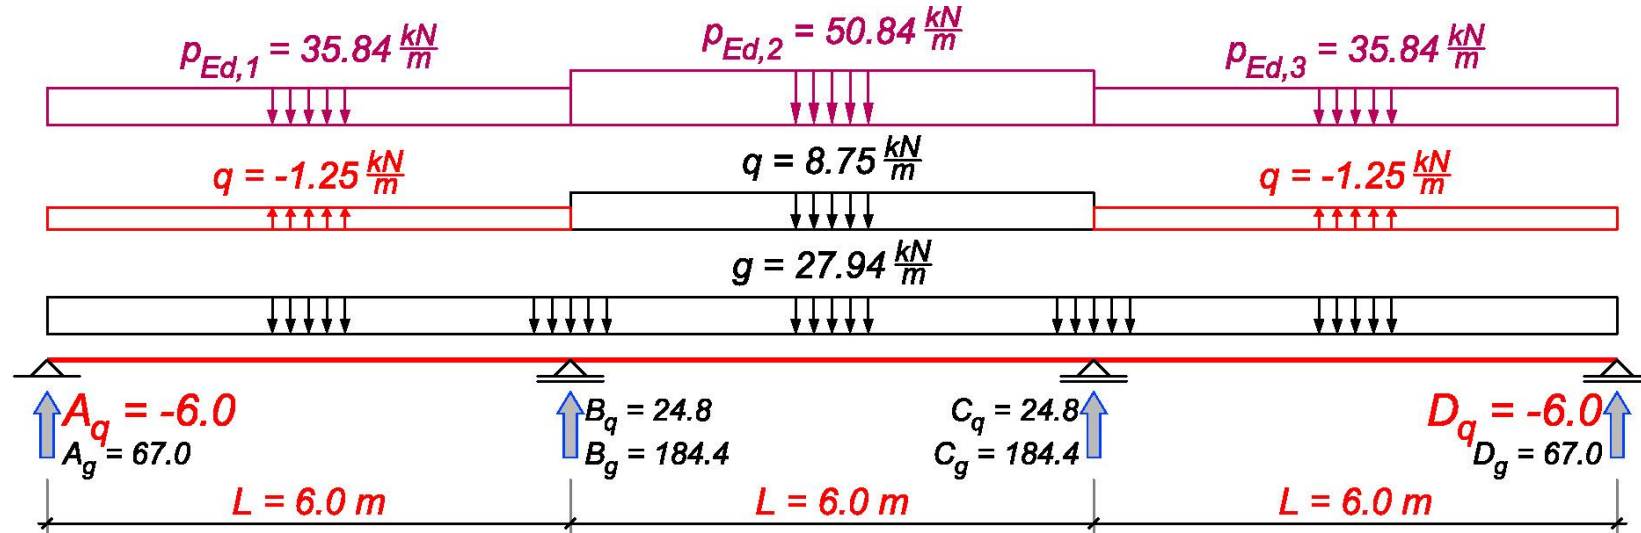 p_Ed,1 = 35.84 kN/m
p_Ed,2 = 50.84 kN/m
p_Ed,3 = 35.84 kN/m
q = -1.25 kN/m
q = 8.75 kN/m
q = -1.25 kN/m
g = 27.94 kN/m
A_q = -6.0
A_g = 67.0
B_q = 24.8
B_g = 184.4
C_q = 24.8
C_g = 184.4
D_q = -6.0
D_g = 67.0
L = 6.0 m
L = 6.0 m
L = 6.0 m